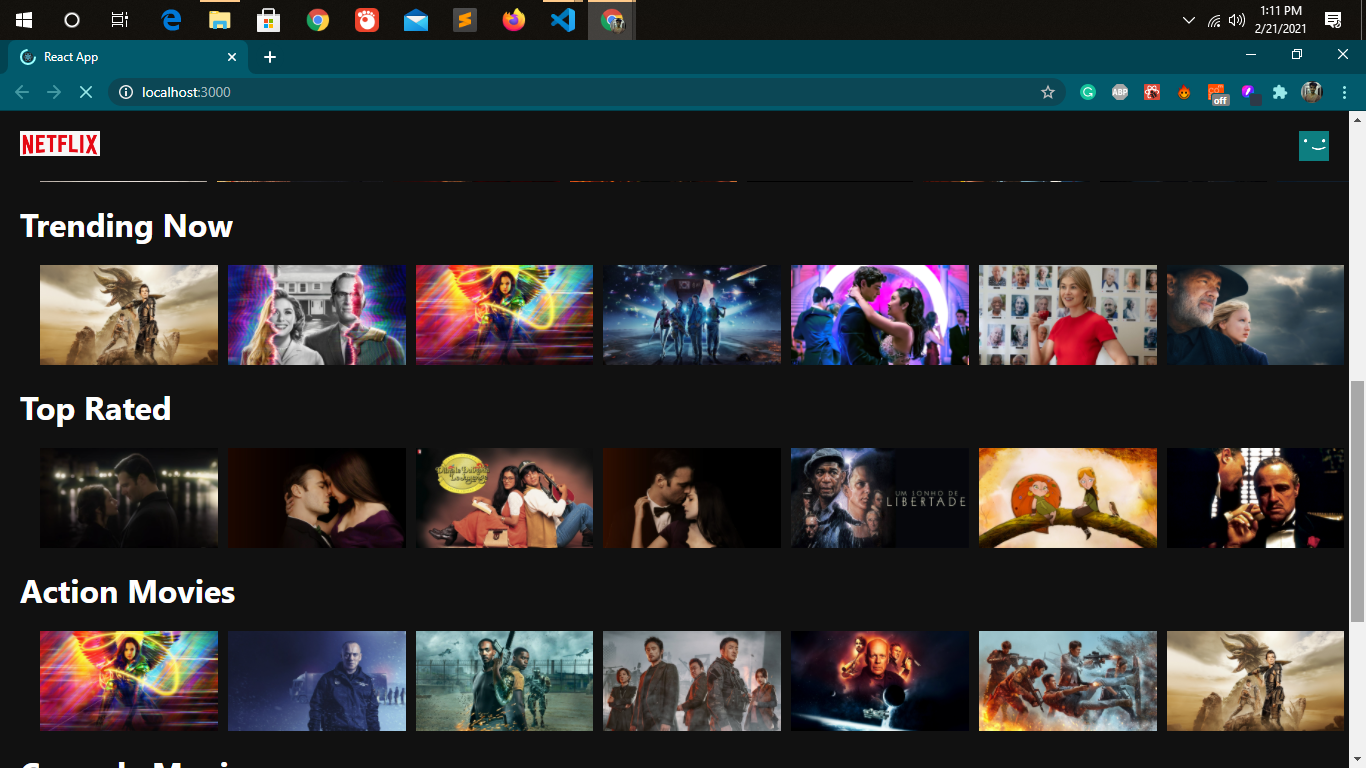 1:11 PM
2/21/2021
React App
localhost:3000
ABP
off
NETFLIX
Trending Now
Top Rated
UM SONHO DE
LIBERTADE
Action Movies